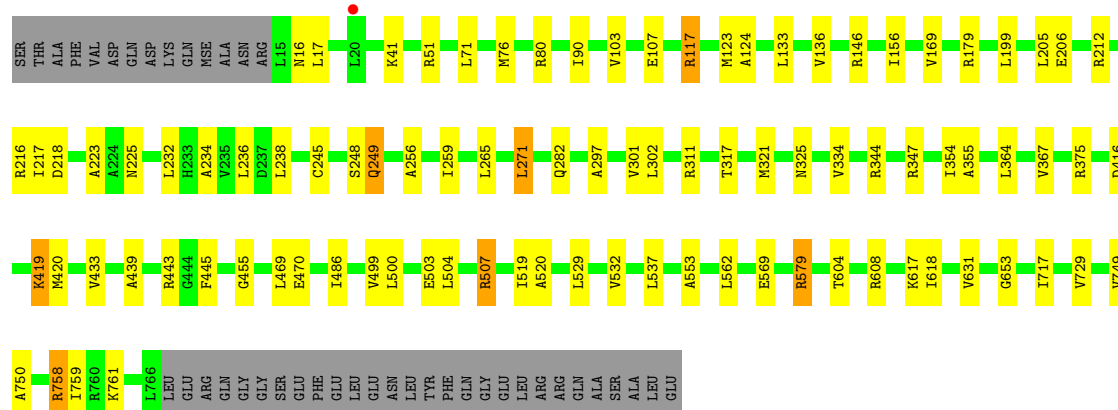 SER THR ALA PHE VAL ASP GLN ASP LYS GLN MSE ALA ASN ARG L15 N16 L17 L20 K41 R51 L71 M76 R80 I90 V103 E107 R117 M123 A124 L133 V136 R146 I156 V169 R179 L199 L205 E206 R212
R216 I217 D218 A223 A224 N225 L232 H233 A234 V235 L236 D237 L238 C245 S248 Q249 A256 I259 L265 L271 Q282 A297 V301 L302 R311 T317 M321 N325 V334 R344 R347 I354 A355 L364 V367 R375 D416
K419 M420 V433 A439 R443 G444 F445 G455 L469 E470 I486 V499 L500 E503 L504 R507 I519 A520 L529 V532 L537 A553 L562 E569 R579 T604 R608 K617 I618 V631 G653 I717 V729 V749
A750 R758 I759 R760 K761 L766 LEU GLU ARG GLN GLY GLY SER GLU PHE GLU LEU GLU ASN LEU TYR PHE GLN GLY GLU LEU ARG ARG GLN ALA SER ALA LEU GLU